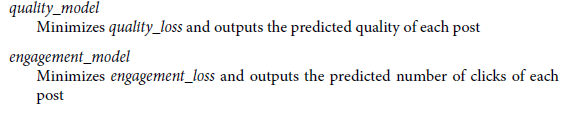 quality_model
Minimizes quality_loss and outputs the predicted quality of each post
engagement_model
Minimizes engagement_loss and outputs the predicted number of clicks of each
post